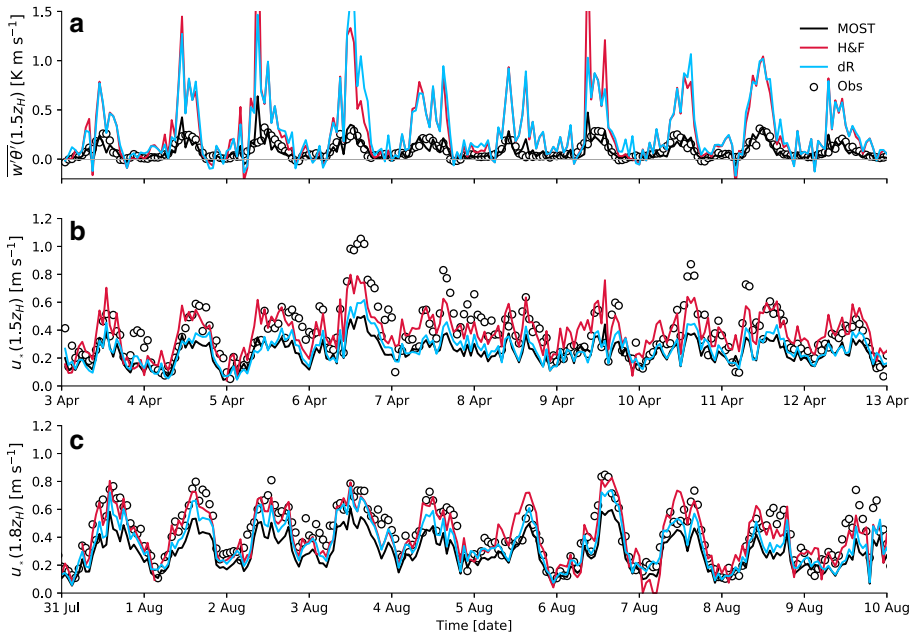 a
w′θ′(1.5z_H) [K m s⁻¹]
1.5
1.0
0.5
0.0
MOST
H&F
dR
Obs
b
u_*(1.5z_H) [m s⁻¹]
1.2
1.0
0.8
0.6
0.4
0.2
0.0
3 Apr 4 Apr 5 Apr 6 Apr 7 Apr 8 Apr 9 Apr 10 Apr 11 Apr 12 Apr 13 Apr
c
u_*(1.8z_H) [m s⁻¹]
1.2
1.0
0.8
0.6
0.4
0.2
0.0
31 Jul 1 Aug 2 Aug 3 Aug 4 Aug 5 Aug 6 Aug 7 Aug 8 Aug 9 Aug 10 Aug
Time [date]